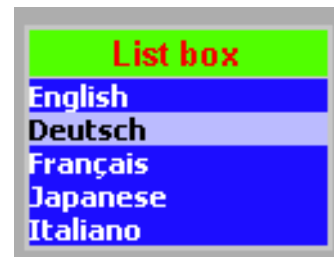 List box
English
Deutsch
Français
Japanese
Italiano